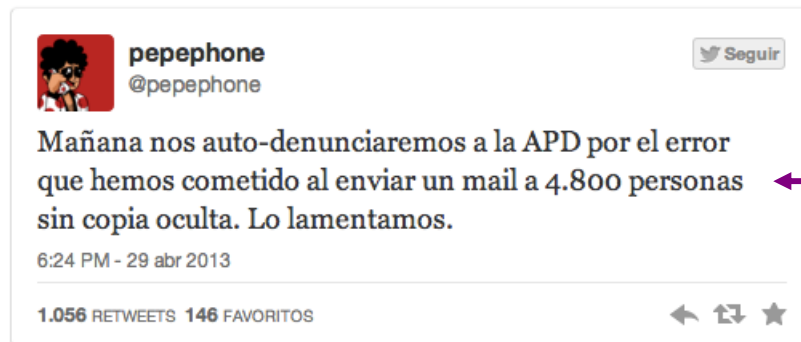 pepephone
Seguir
@pepephone
Mañana nos auto-denunciaremos a la APD por el error
que hemos cometido al enviar un mail a 4.800 personas
sin copia oculta. Lo lamentamos.
6:24 PM - 29 abr 2013
1.056 RETWEETS 146 FAVORITOS